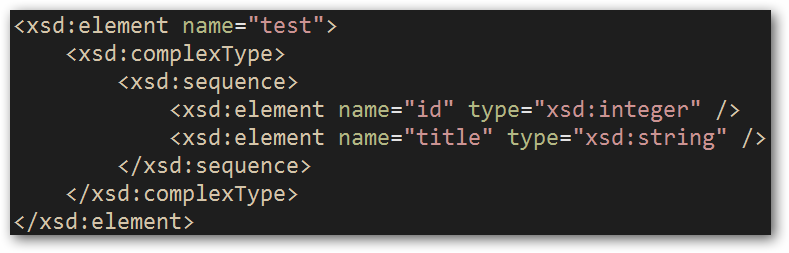 <xsd:element name="test">
    <xsd:complexType>
        <xsd:sequence>
            <xsd:element name="id" type="xsd:integer" />
            <xsd:element name="title" type="xsd:string" />
        </xsd:sequence>
    </xsd:complexType>
</xsd:element>